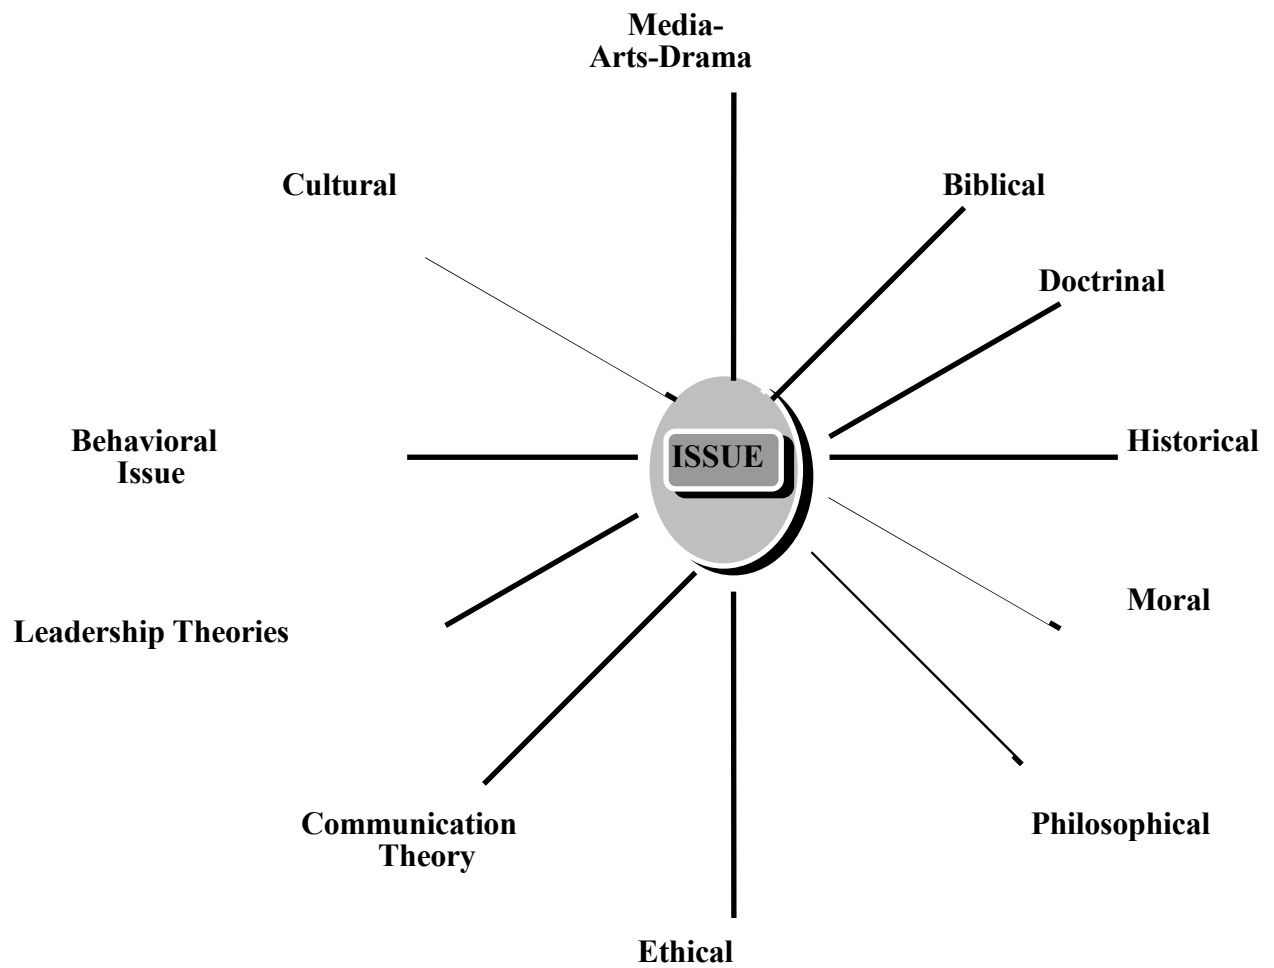 Media-
Arts-Drama
Cultural
Biblical
Doctrinal
Behavioral
Issue
ISSUE
Historical
Moral
Leadership Theories
Communication
Theory
Philosophical
Ethical